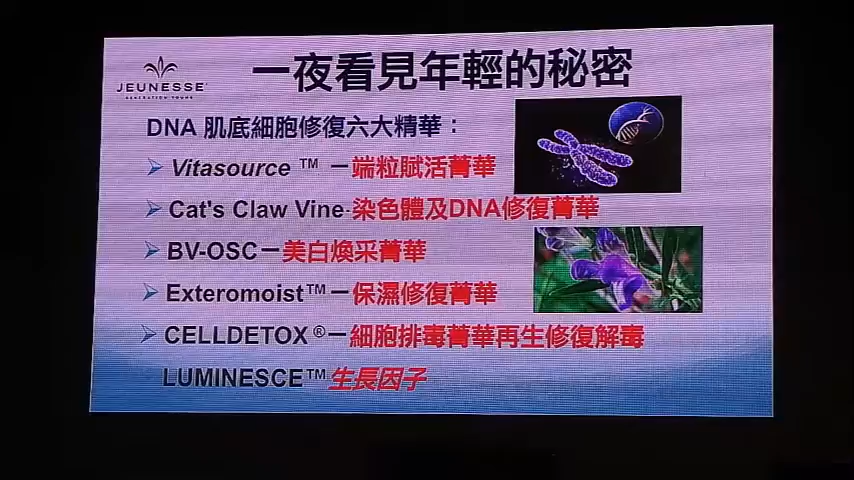 一夜看見年輕的秘密
JEUNESSE
GENERATION YOUNG
DNA 肌底細胞修復六大精華：
Vitasource ™ －端粒賦活菁華
Cat's Claw Vine-染色體及DNA修復菁華
BV-OSC－美白煥采菁華
Exteromoist™－保濕修復菁華
CELLDETOX®－細胞排毒菁華再生修復解毒
LUMINESCE™生長因子